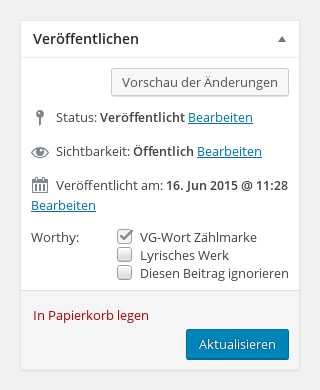 Veröffentlichen
Vorschau der Änderungen
Status: Veröffentlicht Bearbeiten
Sichtbarkeit: Öffentlich Bearbeiten
Veröffentlicht am: 16. Jun 2015 @ 11:28
Bearbeiten
Worthy: VG-Wort Zählmarke
Lyrisches Werk
Diesen Beitrag ignorieren
In Papierkorb legen
Aktualisieren